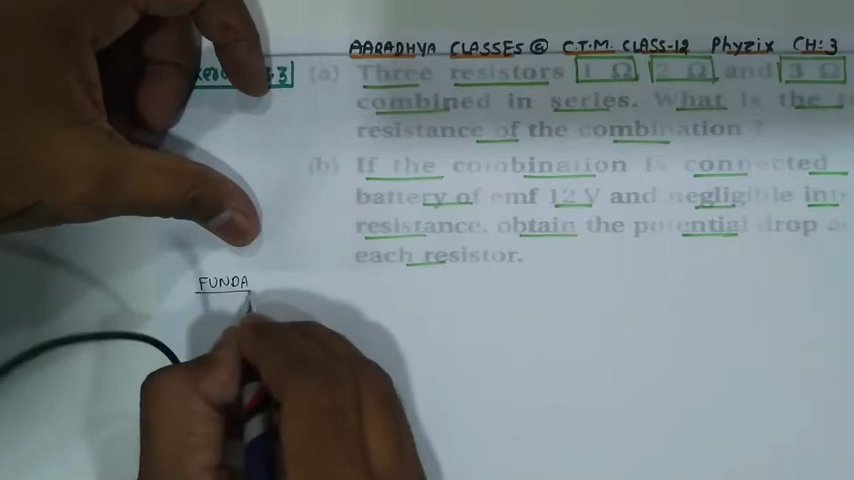 AARADHYA CLASSES @ C.T.M. CLASS-12 Phyzix CH:3
3 (a) Three resistors 1 Ω, 2 Ω, and 3 Ω
combined in series. What is the
resistance of the combination ?
(b) If the combination is connected
battery of emf 12 V and negligible
resistance, obtain the potential drop
each resistor.
FUNDA